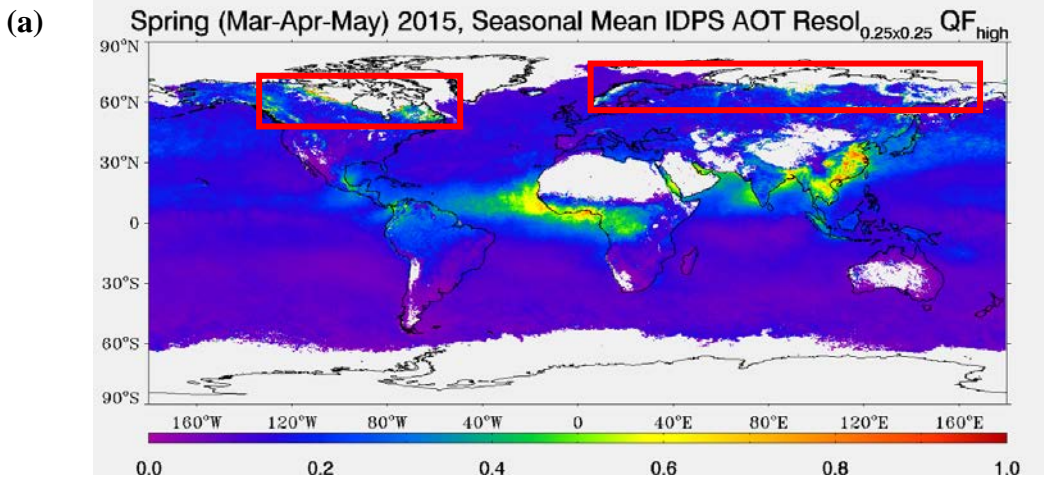 (a)
Spring (Mar-Apr-May) 2015, Seasonal Mean IDPS AOT Resol0.25x0.25 QFhigh
90°N
60°N
30°N
0
30°S
60°S
90°S
160°W 120°W 80°W 40°W 0 40°E 80°E 120°E 160°E
0.0 0.2 0.4 0.6 0.8 1.0